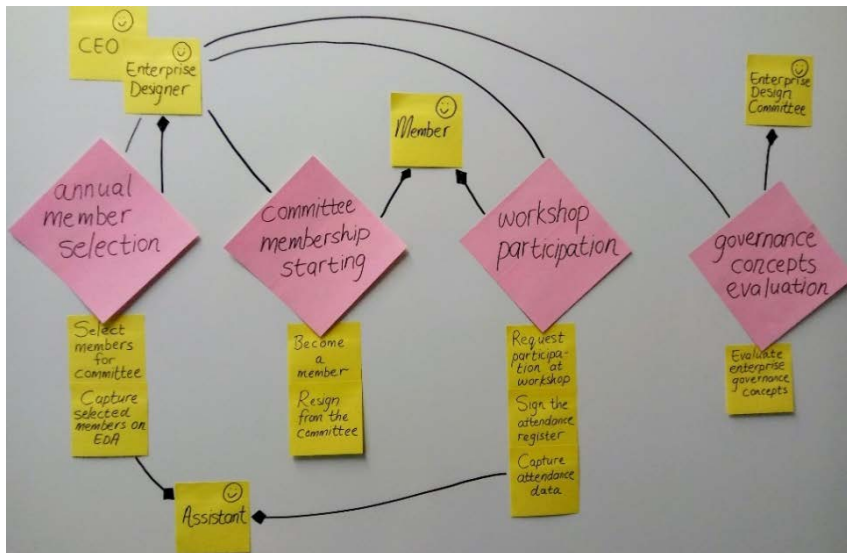 CEO
Enterprise
Designer
Member
Enterprise
Design
Committee
annual
member
selection
committee
membership
starting
workshop
participation
governance
concepts
evaluation
Select
members
for
committee
Capture
selected
members on
EDA
Become
a
member
Resign
from the
committee
Request
participa-
tion at
workshop
Sign the
attendance
register
Capture
attendance
data
Evaluate
enterprise
governance
concepts
Assistant